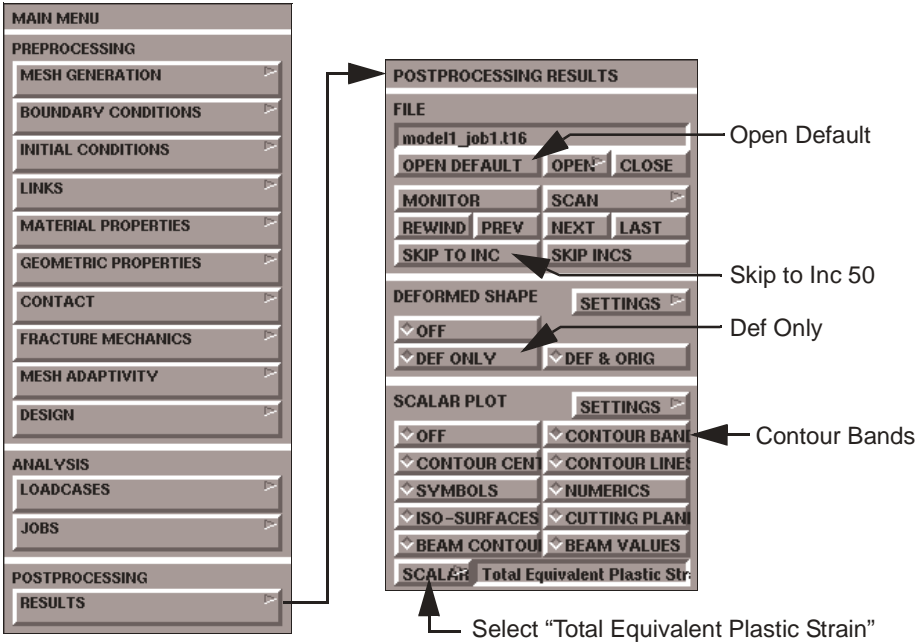 MAIN MENU
PREPROCESSING
MESH GENERATION
BOUNDARY CONDITIONS
INITIAL CONDITIONS
LINKS
MATERIAL PROPERTIES
GEOMETRIC PROPERTIES
CONTACT
FRACTURE MECHANICS
MESH ADAPTIVITY
DESIGN
ANALYSIS
LOADCASES
JOBS
POSTPROCESSING
RESULTS
POSTPROCESSING RESULTS
FILE
model1_job1.t16
OPEN DEFAULT OPEN CLOSE
MONITOR SCAN
REWIND PREV NEXT LAST
SKIP TO INC SKIP INCS
DEFORMED SHAPE SETTINGS
OFF
DEF ONLY DEF & ORIG
SCALAR PLOT SETTINGS
OFF CONTOUR BAN
CONTOUR CENT CONTOUR LINES
SYMBOLS NUMERICS
ISO-SURFACES CUTTING PLAN
BEAM CONTOU BEAM VALUES
SCALAR Total Equivalent Plastic Str
Open Default
Skip to Inc 50
Def Only
Contour Bands
Select “Total Equivalent Plastic Strain”